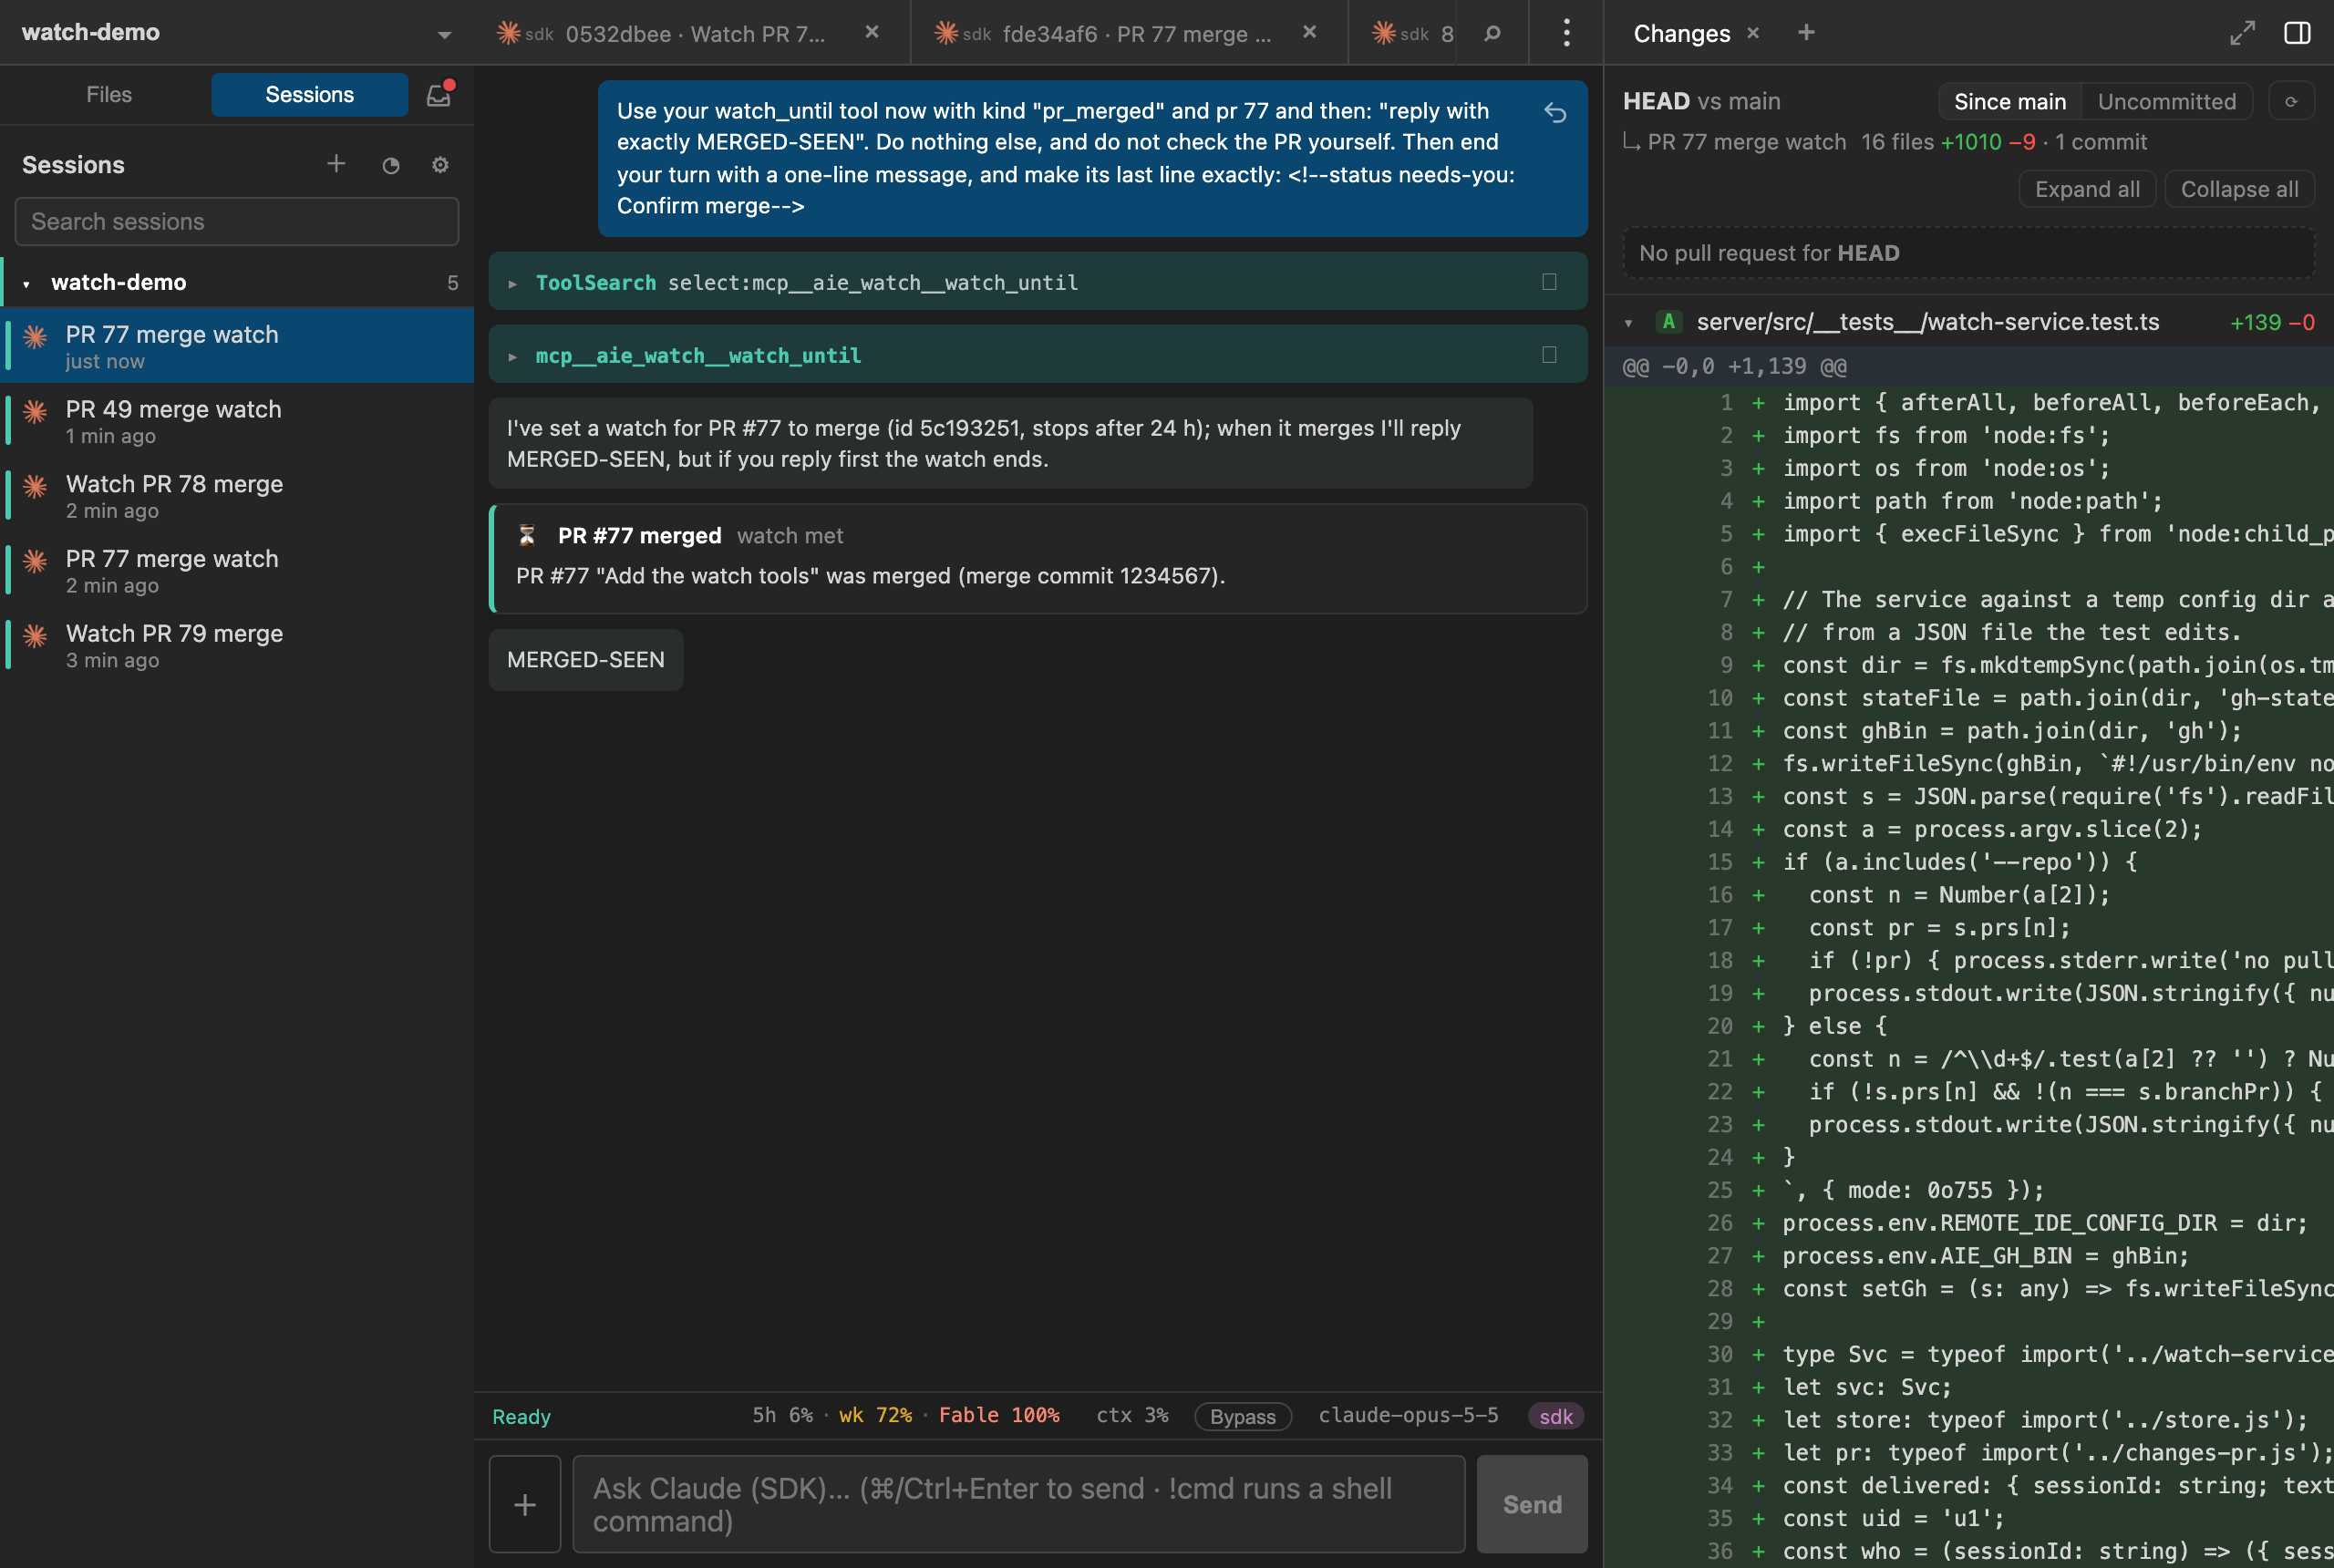 watch-demo
Files
Sessions
Sessions
Search sessions
watch-demo
5
PR 77 merge watch
just now
PR 49 merge watch
1 min ago
Watch PR 78 merge
2 min ago
PR 77 merge watch
2 min ago
Watch PR 79 merge
3 min ago
sdk 0532dbee · Watch PR 7... ×
sdk fde34af6 · PR 77 merge ... ×
sdk 8
Use your watch_until tool now with kind "pr_merged" and pr 77 and then: "reply with
exactly MERGED-SEEN". Do nothing else, and do not check the PR yourself. Then end
your turn with a one-line message, and make its last line exactly: <!--status needs-you:
Confirm merge-->
ToolSearch select:mcp__aie_watch__watch_until
mcp__aie_watch__watch_until
I've set a watch for PR #77 to merge (id 5c193251, stops after 24 h); when it merges I'll reply
MERGED-SEEN, but if you reply first the watch ends.
PR #77 merged watch met
PR #77 "Add the watch tools" was merged (merge commit 1234567).
MERGED-SEEN
Ready
5h 6% · wk 72% · Fable 100% ctx 3% Bypass claude-opus-5-5 sdk
+
Ask Claude (SDK)... (⌘/Ctrl+Enter to send · !cmd runs a shell
command)
Send
Changes × +
HEAD vs main
Since main
Uncommitted
PR 77 merge watch 16 files +1010 −9 · 1 commit
Expand all
Collapse all
No pull request for HEAD
A server/src/__tests__/watch-service.test.ts +139 −0
@@ −0,0 +1,139 @@
1 + import { afterAll, beforeAll, beforeEach,
2 + import fs from 'node:fs';
3 + import os from 'node:os';
4 + import path from 'node:path';
5 + import { execFileSync } from 'node:child_p
6 +
7 + // The service against a temp config dir a
8 + // from a JSON file the test edits.
9 + const dir = fs.mkdtempSync(path.join(os.tm
10 + const stateFile = path.join(dir, 'gh-state
11 + const ghBin = path.join(dir, 'gh');
12 + fs.writeFileSync(ghBin, `#!/usr/bin/env no
13 + const s = JSON.parse(require('fs').readFil
14 + const a = process.argv.slice(2);
15 + if (a.includes('--repo')) {
16 + const n = Number(a[2]);
17 + const pr = s.prs[n];
18 + if (!pr) { process.stderr.write('no pull
19 + process.stdout.write(JSON.stringify({ nu
20 + } else {
21 + const n = /^\\d+$/.test(a[2] ?? '') ? Nu
22 + if (!s.prs[n] && !(n === s.branchPr)) {
23 + process.stdout.write(JSON.stringify({ nu
24 + }
25 + `, { mode: 0o755 });
26 + process.env.REMOTE_IDE_CONFIG_DIR = dir;
27 + process.env.AIE_GH_BIN = ghBin;
28 + const setGh = (s: any) => fs.writeFileSync
29 +
30 + type Svc = typeof import('../watch-service
31 + let svc: Svc;
32 + let store: typeof import('../store.js');
33 + let pr: typeof import('../changes-pr.js');
34 + const delivered: { sessionId: string; text
35 + const uid = 'u1';
36 + const who = (sessionId: string) => ({ sess